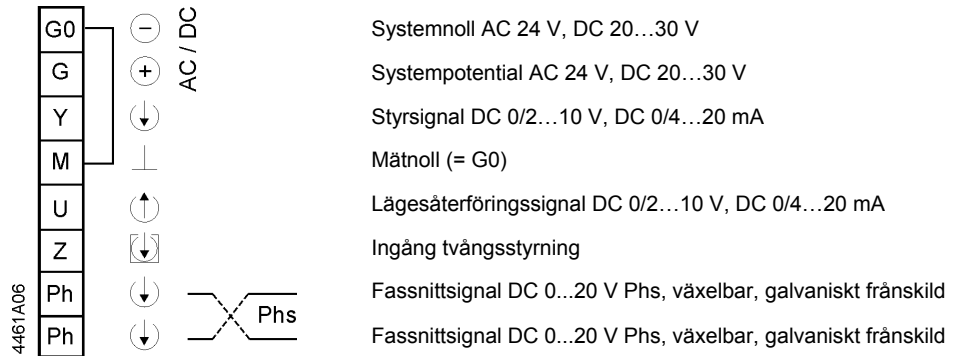 G0 − AC / DC Systemnoll AC 24 V, DC 20…30 V
G + Systempotential AC 24 V, DC 20…30 V
Y Styrsignal DC 0/2…10 V, DC 0/4…20 mA
M Mätnoll (= G0)
U Lägesåterföringssignal DC 0/2…10 V, DC 0/4…20 mA
Z Ingång tvångsstyrning
Ph Phs Fassnittsignal DC 0...20 V Phs, växelbar, galvaniskt frånskild
Ph Fassnittsignal DC 0...20 V Phs, växelbar, galvaniskt frånskild
4461A06